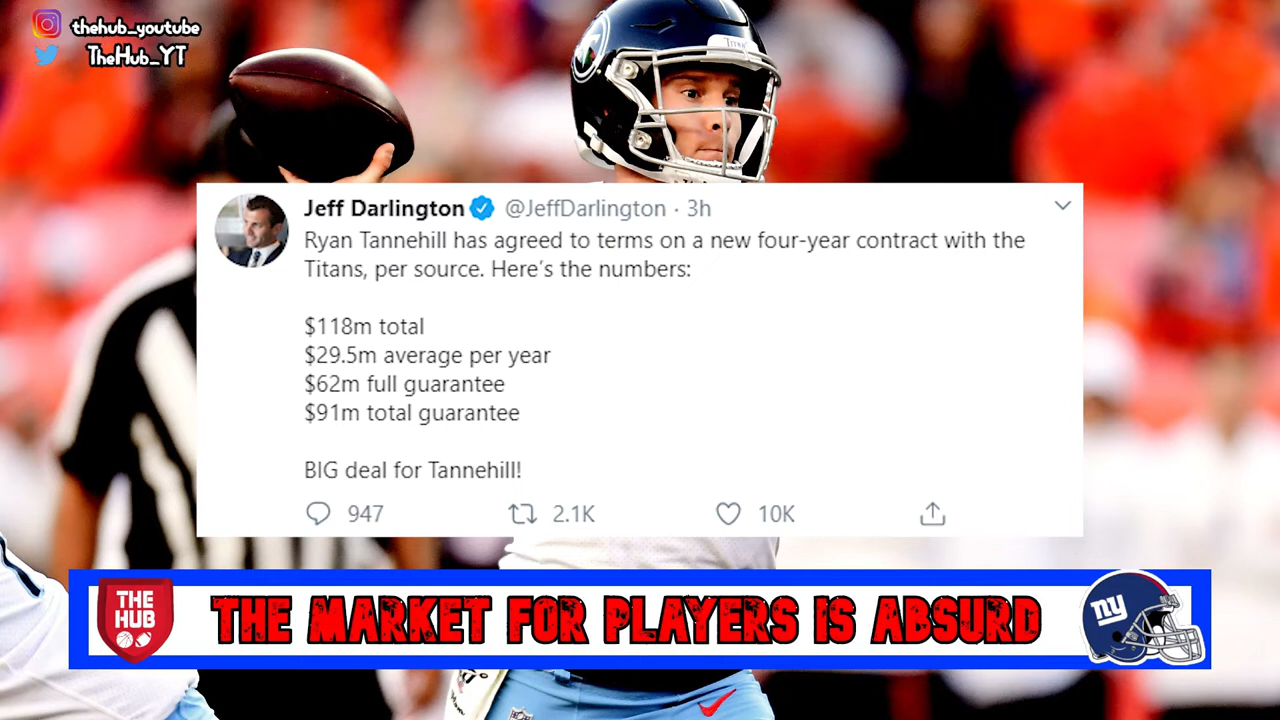 thehub_youtube
TheHub_YT
TITANS
Jeff Darlington @JeffDarlington · 3h
Ryan Tannehill has agreed to terms on a new four-year contract with the
Titans, per source. Here's the numbers:
$118m total
$29.5m average per year
$62m full guarantee
$91m total guarantee
BIG deal for Tannehill!
947 2.1K 10K
THE
HUB
THE MARKET FOR PLAYERS IS ABSURD
ny
NFL